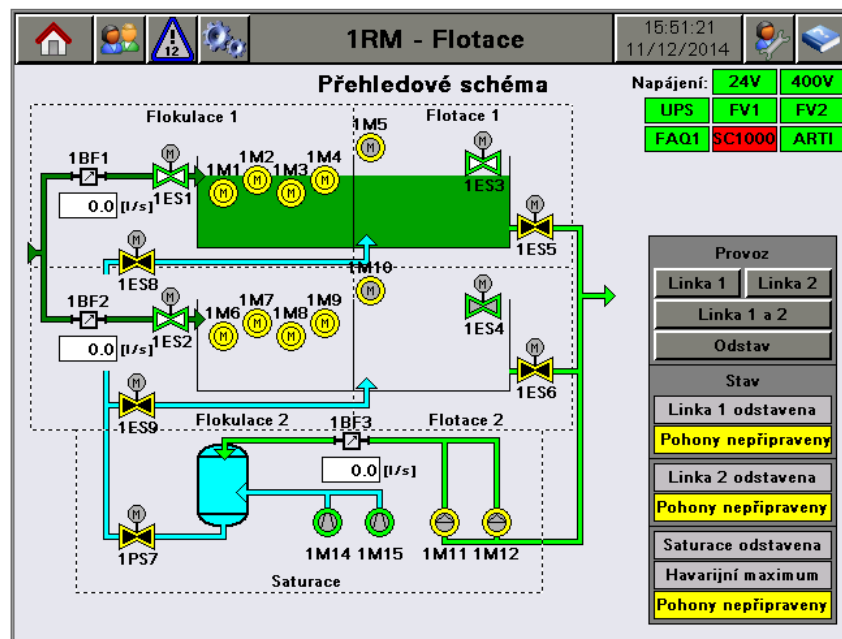 1RM - Flotace
15:51:21
11/12/2014
12
Přehledové schéma
Napájení:
24V
400V
UPS
FV1
FV2
FAQ1
SC1000
ARTI
Flokulace 1
Flotace 1
1M5
M
1BF1
M
1M1
1M2
1M3
1M4
M
M
M
M
M
1ES1
1ES3
0.0 [l/s]
M
1ES5
M
1ES8
1M10
M
1BF2
M
1M6
1M7
1M8
1M9
M
M
M
M
M
1ES2
1ES4
0.0 [l/s]
M
1ES6
M
1ES9
Flokulace 2
Flotace 2
1BF3
0.0 [l/s]
M
1PS7
1M14
1M15
1M11
1M12
Saturace
Provoz
Linka 1
Linka 2
Linka 1 a 2
Odstav
Stav
Linka 1 odstavena
Pohony nepřipraveny
Linka 2 odstavena
Pohony nepřipraveny
Saturace odstavena
Havarijní maximum
Pohony nepřipraveny